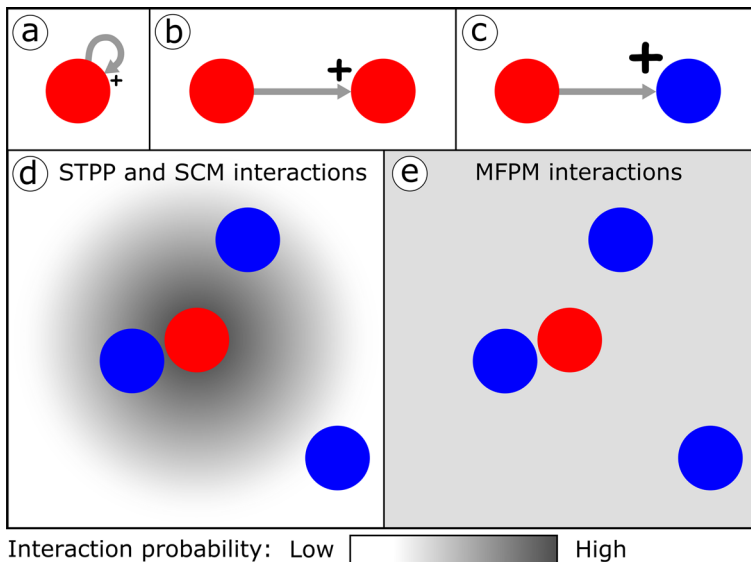 a
+
b
+
c
+
d STPP and SCM interactions
e MFPM interactions
Interaction probability: Low High